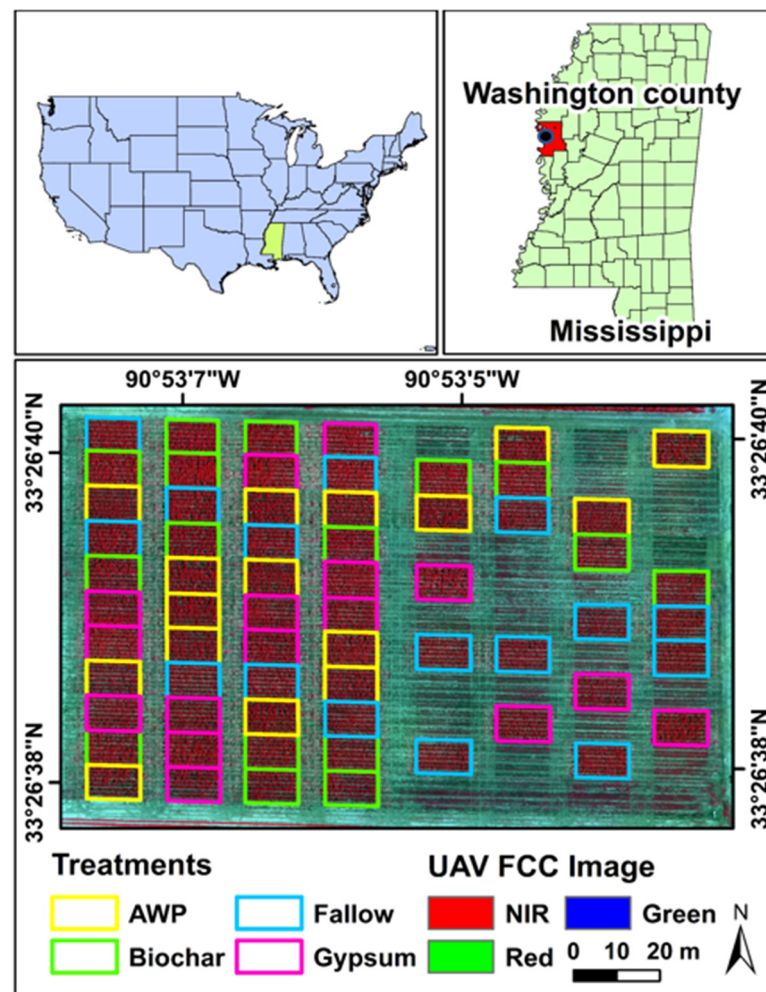 Washington county
Mississippi
90°53'7"W
90°53'5"W
33°26'40"N
33°26'40"N
33°26'38"N
33°26'38"N
Treatments
UAV FCC Image
AWP
Fallow
NIR
Green
N
Biochar
Gypsum
Red
0 10 20 m